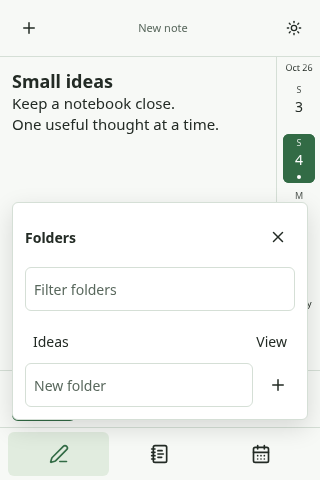 New note
Small ideas
Keep a notebook close.
One useful thought at a time.
Oct 26
S
3
S
4
M
Folders
Filter folders
Ideas
View
New folder